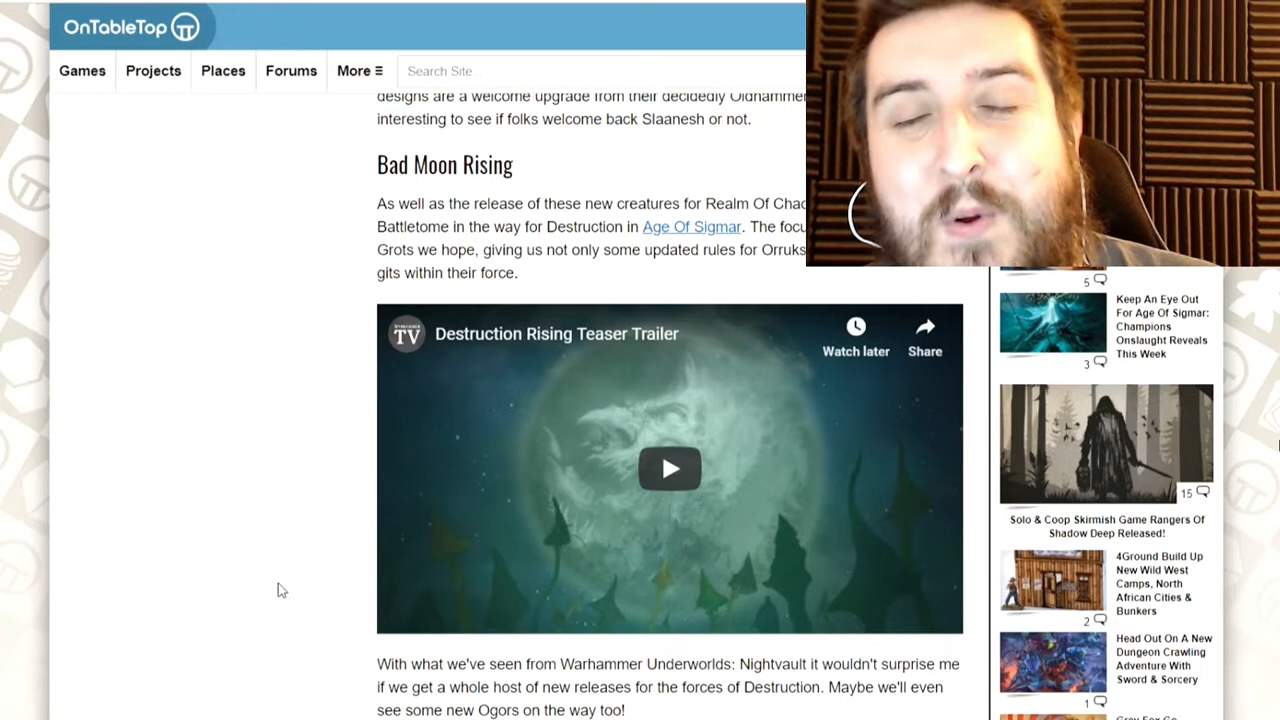 OnTableTop TT
Games
Projects
Places
Forums
More ≡
Search Site...
designs are a welcome upgrade from their decidedly Oldhammer
interesting to see if folks welcome back Slaanesh or not.
Bad Moon Rising
As well as the release of these new creatures for Realm Of
Battletome in the way for Destruction in Age Of Sigmar. The
Grots we hope, giving us not only some updated rules for Orruks
gits within their force.
WARHAMMER
TV
Destruction Rising Teaser Trailer
Watch later
Share
With what we've seen from Warhammer Underworlds: Nightvault it wouldn't surprise me
if we get a whole host of new releases for the forces of Destruction. Maybe we'll even
see some new Ogors on the way too!
5
Keep An Eye Out
For Age Of Sigmar:
Champions
Onslaught Reveals
This Week
3
15
Solo & Coop Skirmish Game Rangers Of
Shadow Deep Released!
4Ground Build Up
New Wild West
Camps, North
African Cities &
Bunkers
2
Head Out On A New
Dungeon Crawling
Adventure With
Sword & Sorcery
1